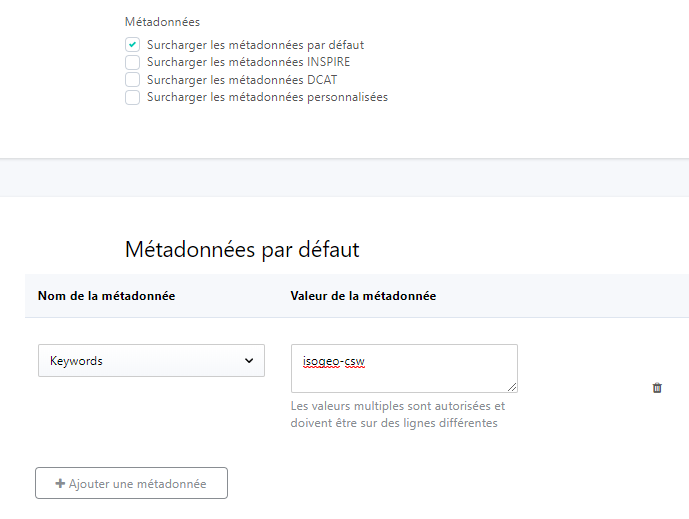 Métadonnées
Surcharger les métadonnées par défaut
Surcharger les métadonnées INSPIRE
Surcharger les métadonnées DCAT
Surcharger les métadonnées personnalisées
Métadonnées par défaut
Nom de la métadonnée Valeur de la métadonnée
Keywords isogeo-csw
Les valeurs multiples sont autorisées et
doivent être sur des lignes différentes
+ Ajouter une métadonnée